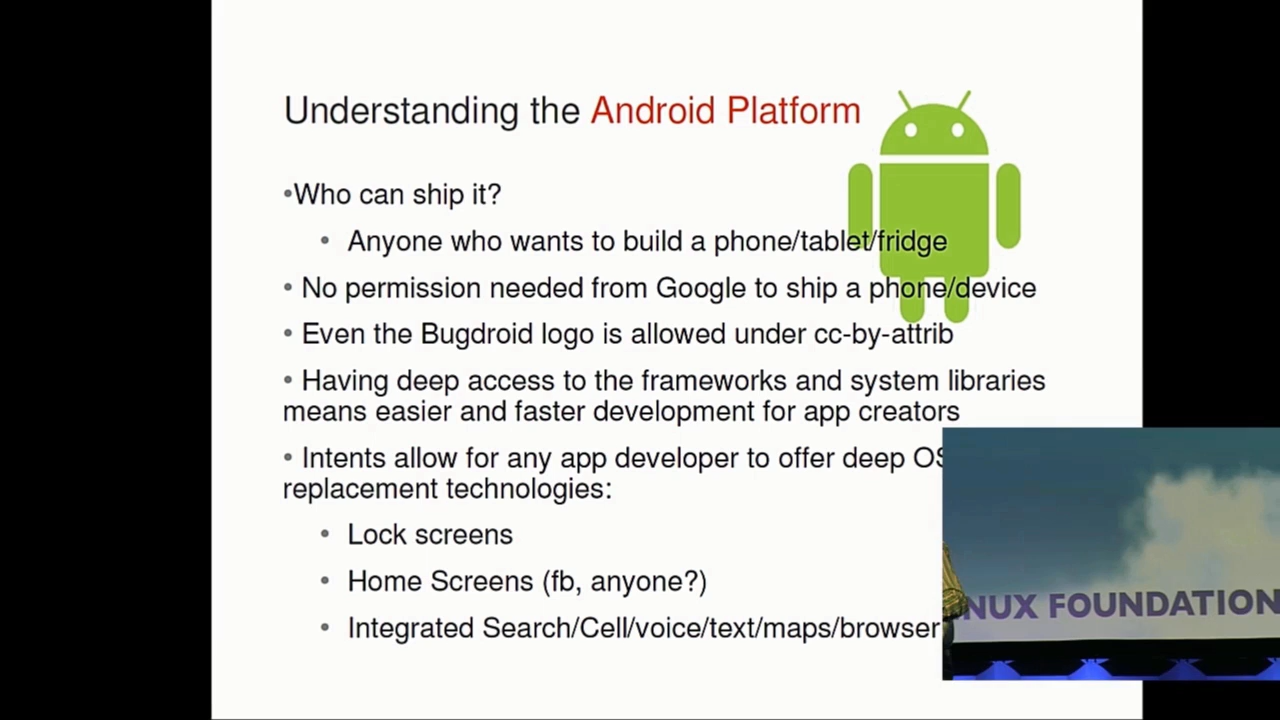 Understanding the Android Platform
•Who can ship it?
• Anyone who wants to build a phone/tablet/fridge
• No permission needed from Google to ship a phone/device
• Even the Bugdroid logo is allowed under cc-by-attrib
• Having deep access to the frameworks and system libraries
means easier and faster development for app creators
• Intents allow for any app developer to offer deep OS
replacement technologies:
• Lock screens
• Home Screens (fb, anyone?)
• Integrated Search/Cell/voice/text/maps/browser
NUX FOUNDATION